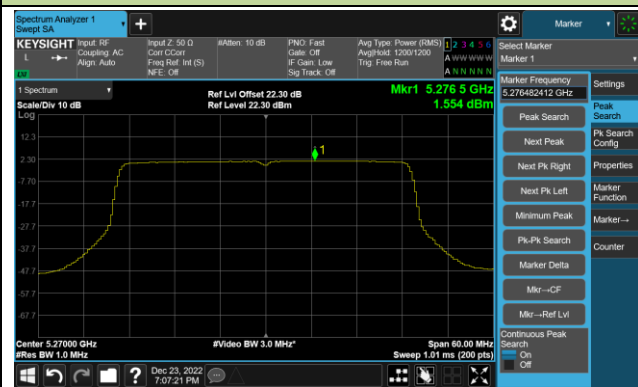 Spectrum Analyzer 1
Swept SA
Marker
KEYSIGHT
Input: RF
Coupling: AC
Align: Auto
Input Z: 50 Ω
Corr CCorr
Freq Ref: Int (S)
NFE: Off
#Atten: 10 dB
PNO: Fast
Gate: Off
IF Gain: Low
Sig Track: Off
Avg Type: Power (RMS)
Avg|Hold: 1200/1200
Trig: Free Run
1 2 3 4 5 6
A W W W W W
A N N N N N
L
LXI
Select Marker
Marker 1
1 Spectrum
Scale/Div 10 dB
Log
Ref Lvl Offset 22.30 dB
Ref Level 22.30 dBm
Mkr1 5.276 5 GHz
1.554 dBm
12.3
2.30
-7.70
-17.7
-27.7
-37.7
-47.7
-57.7
-67.7
1
Center 5.27000 GHz
#Res BW 1.0 MHz
#Video BW 3.0 MHz*
Span 60.00 MHz
Sweep 1.01 ms (200 pts)
Marker Frequency
5.276482412 GHz
Peak Search
Next Peak
Next Pk Right
Next Pk Left
Minimum Peak
Pk-Pk Search
Marker Delta
Mkr→CF
Mkr→Ref Lvl
Continuous Peak
Search
On
Off
Settings
Peak
Search
Pk Search
Config
Properties
Marker
Function
Marker→
Counter
Dec 23, 2022
7:07:21 PM